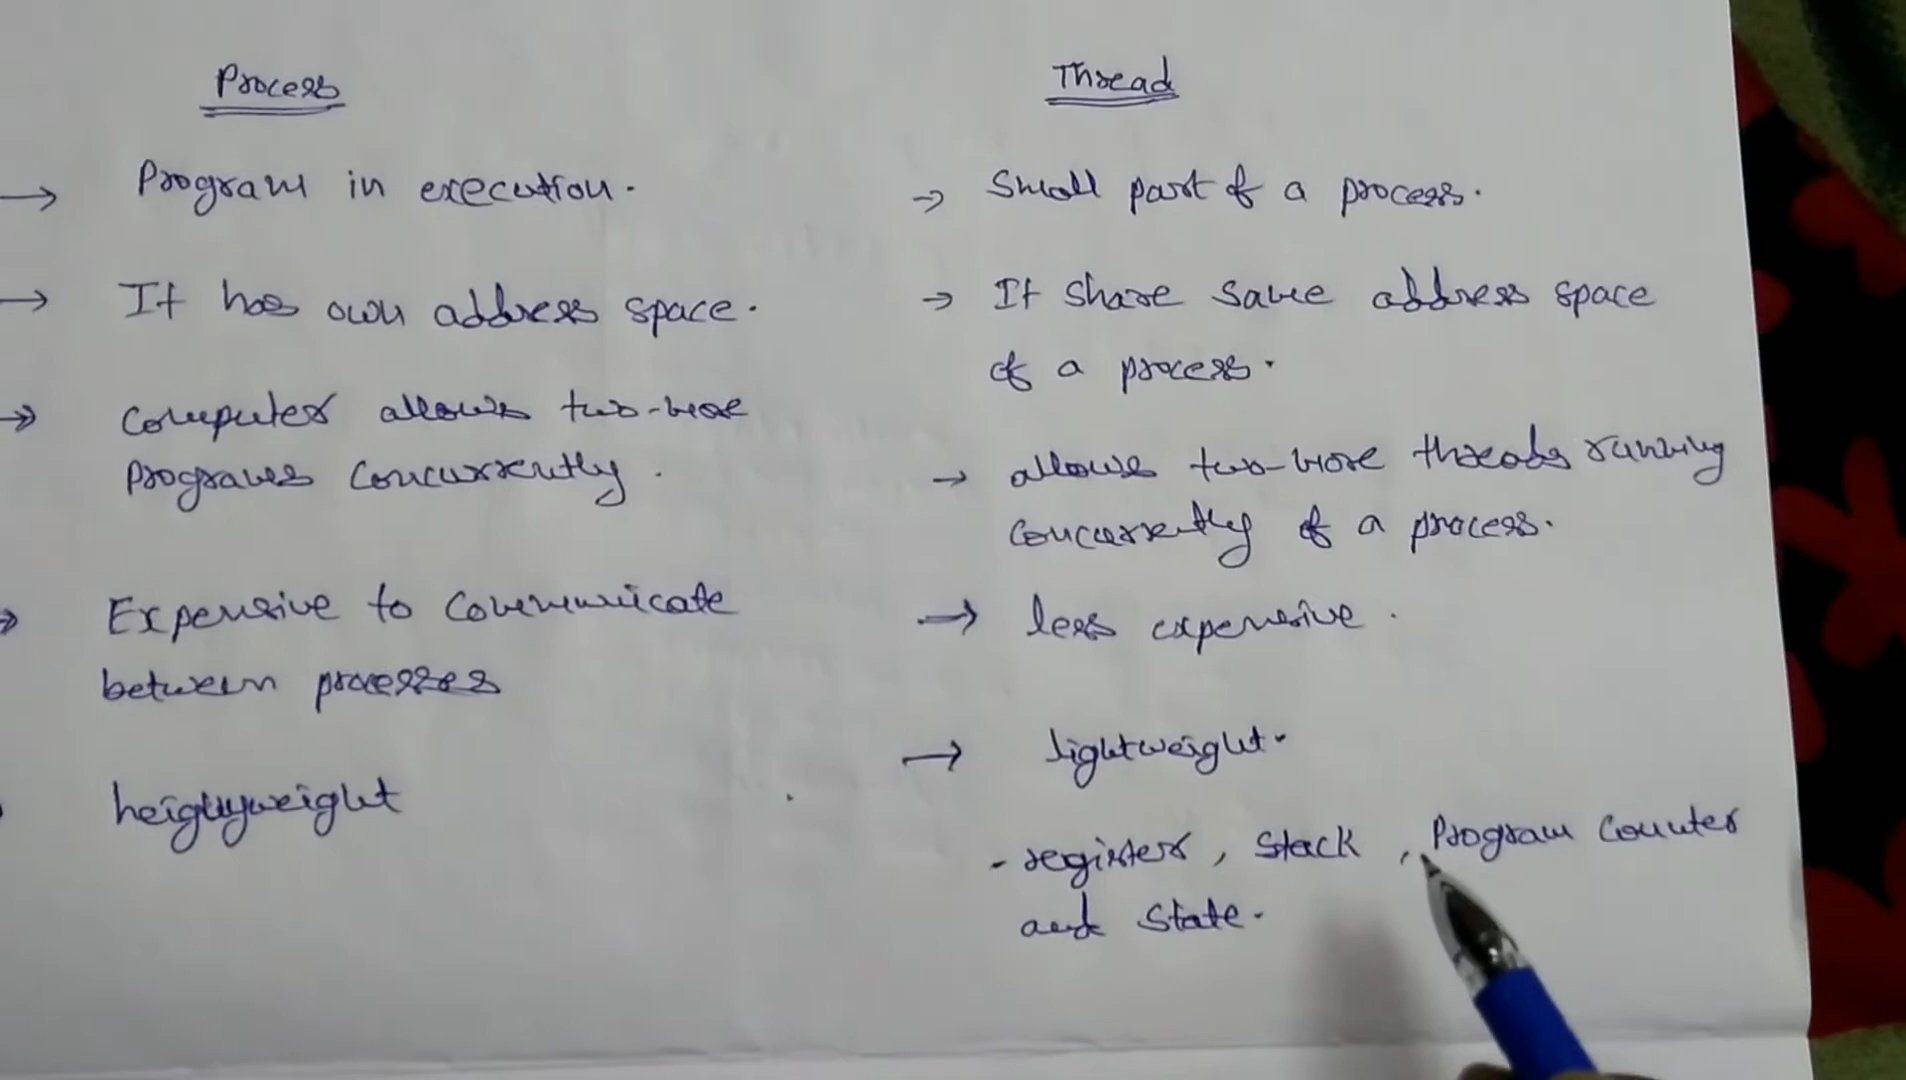 Process
→ Program in execution.
→ It has own address space.
→ Computer allows two-more
programs concurrently.
→ Expensive to communicate
between processes
heighyweight
Thread
→ Small part of a process.
→ It share same address space
of a process.
→ allows two-more threads running
concurrently of a process.
→ less expensive.
→ lightweight.
- registers, Stack, Program Counter
and State.